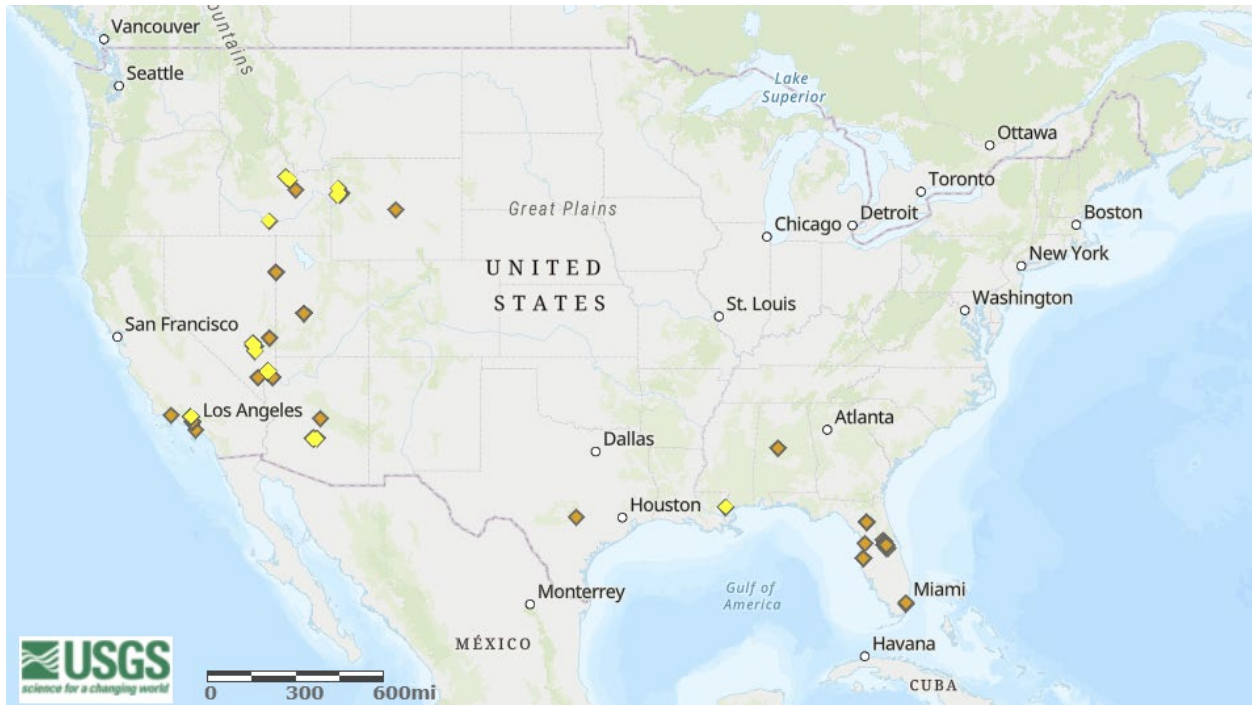 Vancouver
ountains
Seattle
Lake
Superior
Ottawa
Toronto
Great Plains
Chicago
Detroit
Boston
New York
UNITED
STATES
Washington
St. Louis
San Francisco
Los Angeles
Atlanta
Dallas
Houston
Monterrey
Gulf of
America
Miami
MÉXICO
Havana
CUBA
USGS
science for a changing world
0 300 600mi